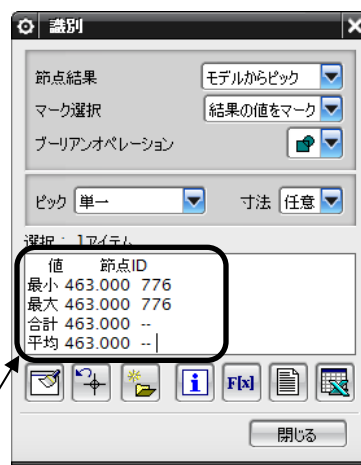 識別
節点結果 モデルからピック
マーク選択 結果の値をマーク
ブーリアンオペレーション
ピック 単一 寸法 任意
選択： 1アイテム
値 節点ID
最小 463.000 776
最大 463.000 776
合計 463.000 --
平均 463.000 --
F[x]
閉じる